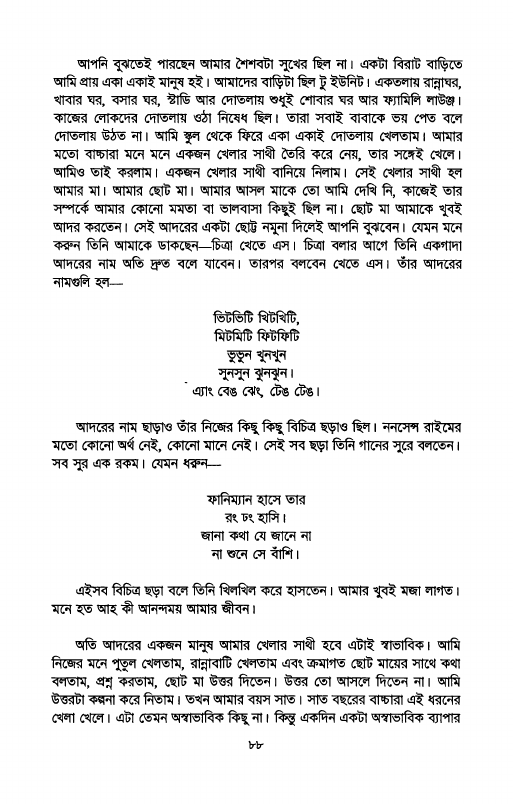 আপনি বুঝতেই পারছেন আমার শৈশবটা সুখের ছিল না। একটা বিরাট বাড়িতে
আমি প্রায় একা একাই মানুষ হই। আমাদের বাড়িটা ছিল টু ইউনিট। একতলায় রান্নাঘর,
খাবার ঘর, বসার ঘর, স্টাডি আর দোতলায় শুধুই শোবার ঘর আর ফ্যামিলি লাউঞ্জ।
কাজের লোকদের দোতলায় ওঠা নিষেধ ছিল। তারা সবাই বাবাকে ভয় পেত বলে
দোতলায় উঠত না। আমি স্কুল থেকে ফিরে একা একাই দোতলায় খেলতাম। আমার
মতো বাচ্চারা মনে মনে একজন খেলার সাথী তৈরি করে নেয়, তার সঙ্গেই খেলে।
আমিও তাই করলাম। একজন খেলার সাথী বানিয়ে নিলাম। সেই খেলার সাথী হল
আমার মা। আমার ছোট মা। আমার আসল মাকে তো আমি দেখি নি, কাজেই তার
সম্পর্কে আমার কোনো মমতা বা ভালবাসা কিছুই ছিল না। ছোট মা আমাকে খুবই
আদর করতেন। সেই আদরের একটা ছোট্ট নমুনা দিলেই আপনি বুঝবেন। যেমন মনে
করুন তিনি আমাকে ডাকছেন—চিত্রা খেতে এস। চিত্রা বলার আগে তিনি একগাদা
আদরের নাম অতি দ্রুত বলে যাবেন। তারপর বলবেন খেতে এস। তাঁর আদরের
নামগুলি হল—
ভিটভিটি খিটখিটি,
মিটমিটি ফিটফিটি
ভুভুন খুনখুন
সুনসুন ঝুনঝুন।
এ্যাং বেঙ ঝেং, টেঙ টেঙ।
আদরের নাম ছাড়াও তাঁর নিজের কিছু কিছু বিচিত্র ছড়াও ছিল। ননসেন্স রাইমের
মতো কোনো অর্থ নেই, কোনো মানে নেই। সেই সব ছড়া তিনি গানের সুরে বলতেন।
সব সুর এক রকম। যেমন ধরুন—
ফানিম্যান হাসে তার
রং ঢং হাসি।
জানা কথা যে জানে না
না শুনে সে বাঁশি।
এইসব বিচিত্র ছড়া বলে তিনি খিলখিল করে হাসতেন। আমার খুবই মজা লাগত।
মনে হত আহ কী আনন্দময় আমার জীবন।
অতি আদরের একজন মানুষ আমার খেলার সাথী হবে এটাই স্বাভাবিক। আমি
নিজের মনে পুতুল খেলতাম, রান্নাবাটি খেলতাম এবং ক্রমাগত ছোট মায়ের সাথে কথা
বলতাম, প্রশ্ন করতাম, ছোট মা উত্তর দিতেন। উত্তর তো আসলে দিতেন না। আমি
উত্তরটা কল্পনা করে নিতাম। তখন আমার বয়স সাত। সাত বছরের বাচ্চারা এই ধরনের
খেলা খেলে। এটা তেমন অস্বাভাবিক কিছু না। কিন্তু একদিন একটা অস্বাভাবিক ব্যাপার
৮৮